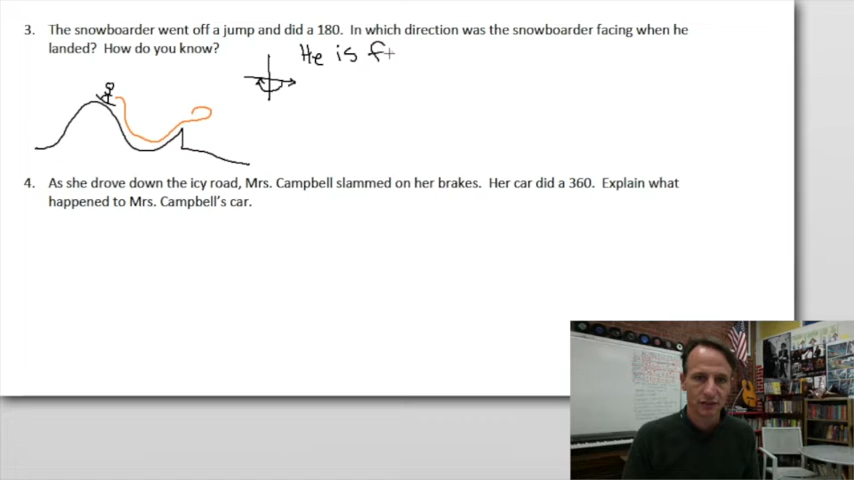 3. The snowboarder went off a jump and did a 180. In which direction was the snowboarder facing when he
landed? How do you know?
He is f
4. As she drove down the icy road, Mrs. Campbell slammed on her brakes. Her car did a 360. Explain what
happened to Mrs. Campbell's car.